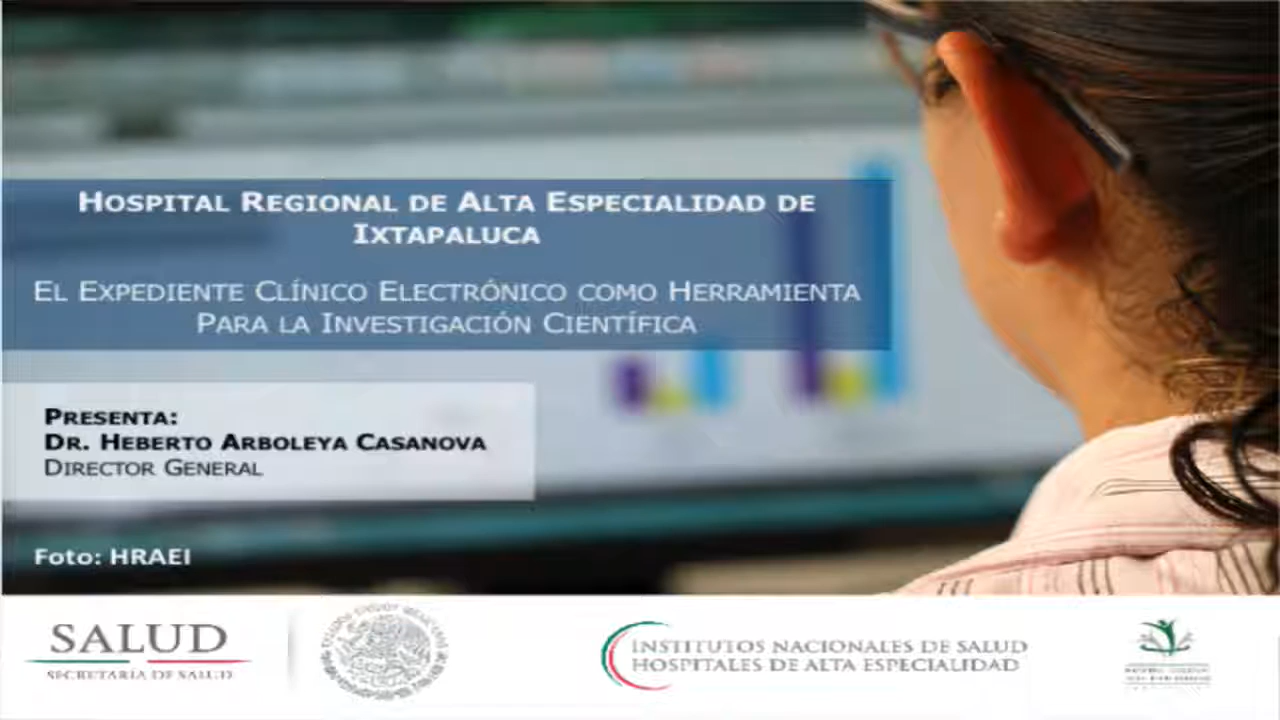 HOSPITAL REGIONAL DE ALTA ESPECIALIDAD DE
IXTAPALUCA
EL EXPEDIENTE CLÍNICO ELECTRÓNICO COMO HERRAMIENTA
PARA LA INVESTIGACIÓN CIENTÍFICA
PRESENTA:
DR. HEBERTO ARBOLEYA CASANOVA
DIRECTOR GENERAL
Foto: HRAEI
SALUD
SECRETARÍA DE SALUD
INSTITUTOS NACIONALES DE SALUD
HOSPITALES DE ALTA ESPECIALIDAD